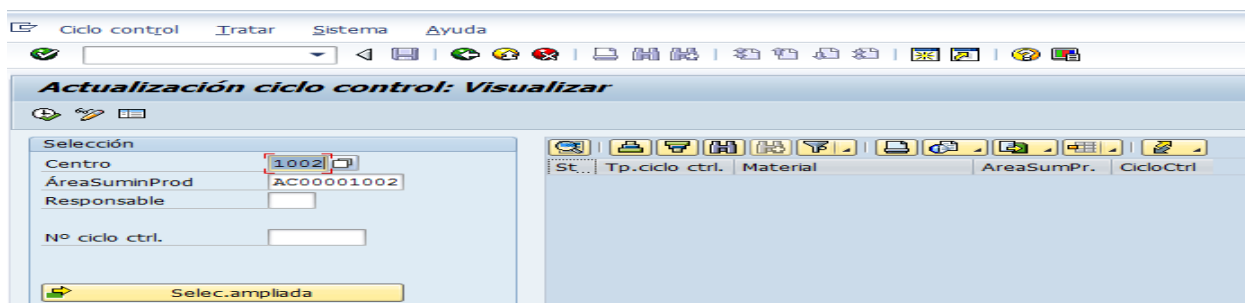 Ciclo control Tratar Sistema Ayuda
Actualización ciclo control: Visualizar
Selección
Centro 1002
ÁreaSuminProd AC00001002
Responsable
Nº ciclo ctrl.
Selec.ampliada
St... Tp.ciclo ctrl. Material AreaSumPr. CicloCtrl